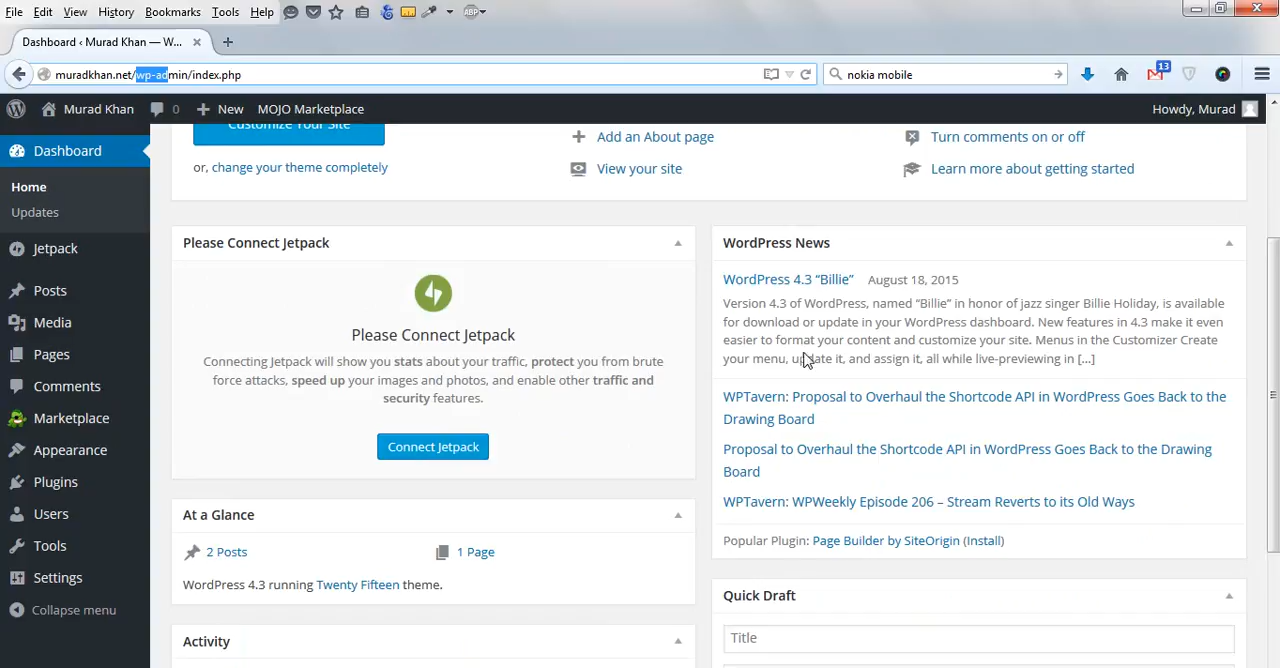 File Edit View History Bookmarks Tools Help ABP
Dashboard ‹ Murad Khan — W...
muradkhan.net/wp-admin/index.php
nokia mobile
13
Murad Khan 0 New MOJO Marketplace
Howdy, Murad
Dashboard
Home
Updates
Jetpack
Posts
Media
Pages
Comments
Marketplace
Appearance
Plugins
Users
Tools
Settings
Collapse menu
Customize Your Site
or, change your theme completely
Add an About page
View your site
Turn comments on or off
Learn more about getting started
Please Connect Jetpack
Please Connect Jetpack
Connecting Jetpack will show you stats about your traffic, protect you from brute
force attacks, speed up your images and photos, and enable other traffic and
security features.
Connect Jetpack
At a Glance
2 Posts
1 Page
WordPress 4.3 running Twenty Fifteen theme.
Activity
WordPress News
WordPress 4.3 “Billie” August 18, 2015
Version 4.3 of WordPress, named “Billie” in honor of jazz singer Billie Holiday, is available
for download or update in your WordPress dashboard. New features in 4.3 make it even
easier to format your content and customize your site. Menus in the Customizer Create
your menu, update it, and assign it, all while live-previewing in [...]
WPTavern: Proposal to Overhaul the Shortcode API in WordPress Goes Back to the
Drawing Board
Proposal to Overhaul the Shortcode API in WordPress Goes Back to the Drawing
Board
WPTavern: WPWeekly Episode 206 – Stream Reverts to its Old Ways
Popular Plugin: Page Builder by SiteOrigin (Install)
Quick Draft
Title